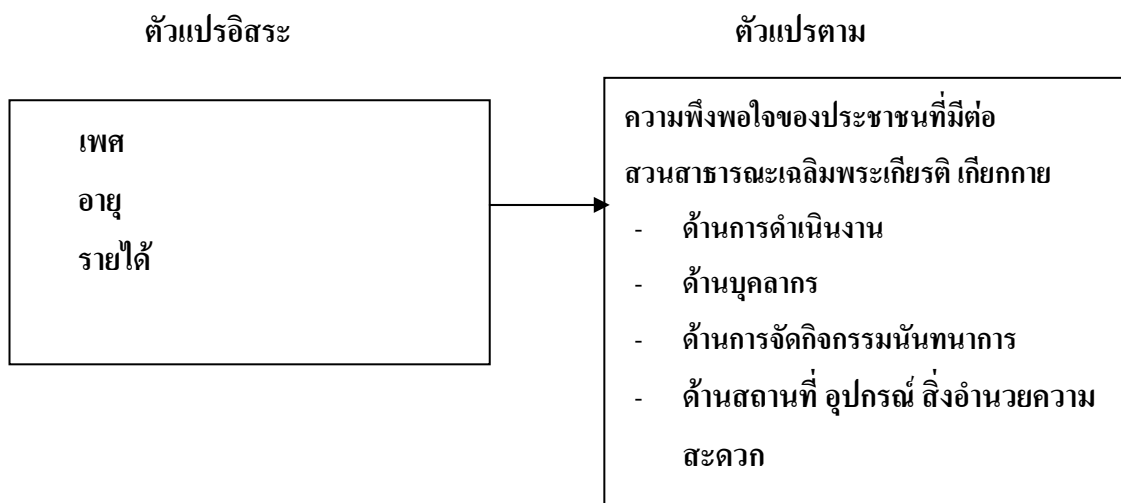 ตัวแปรอิสระ
เพศ
อายุ
รายได้
ตัวแปรตาม
ความพึงพอใจของประชาชนที่มีต่อ
สวนสาธารณะเฉลิมพระเกียรติ เกียกกาย
- ด้านการดำเนินงาน
- ด้านบุคลากร
- ด้านการจัดกิจกรรมนันทนาการ
- ด้านสถานที่ อุปกรณ์ สิ่งอำนวยความ
สะดวก